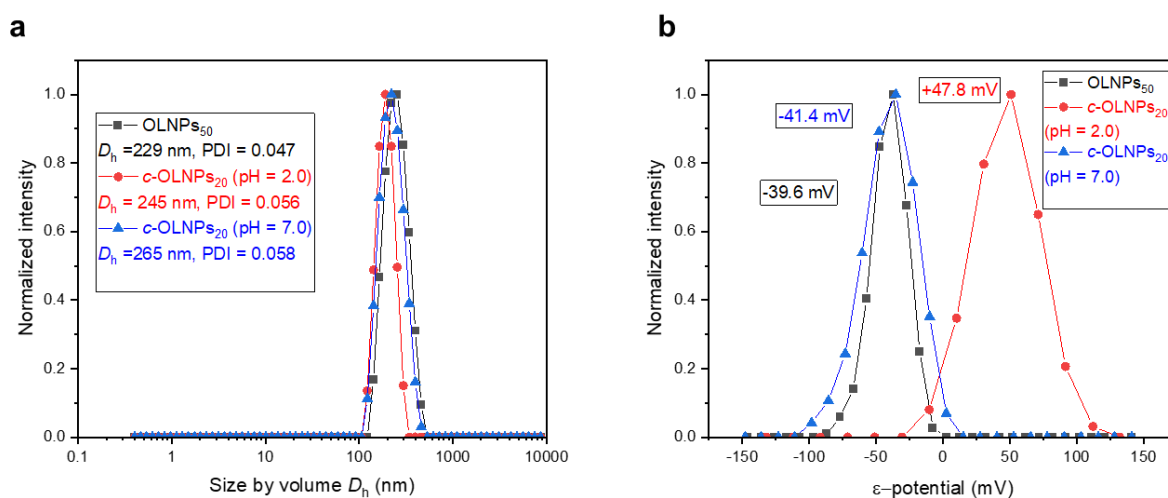 a
OLNPs₅₀
Dₕ =229 nm, PDI = 0.047
c-OLNPs₂₀ (pH = 2.0)
Dₕ = 245 nm, PDI = 0.056
c-OLNPs₂₀ (pH = 7.0)
Dₕ =265 nm, PDI = 0.058
Normalized intensity
1.0
0.8
0.6
0.4
0.2
0.0
0.1 1 10 100 1000 10000
Size by volume Dₕ (nm)
b
OLNPs₅₀
c-OLNPs₂₀
(pH = 2.0)
c-OLNPs₂₀
(pH = 7.0)
+47.8 mV
-41.4 mV
-39.6 mV
Normalized intensity
1.0
0.8
0.6
0.4
0.2
0.0
-150 -100 -50 0 50 100 150
ε−potential (mV)